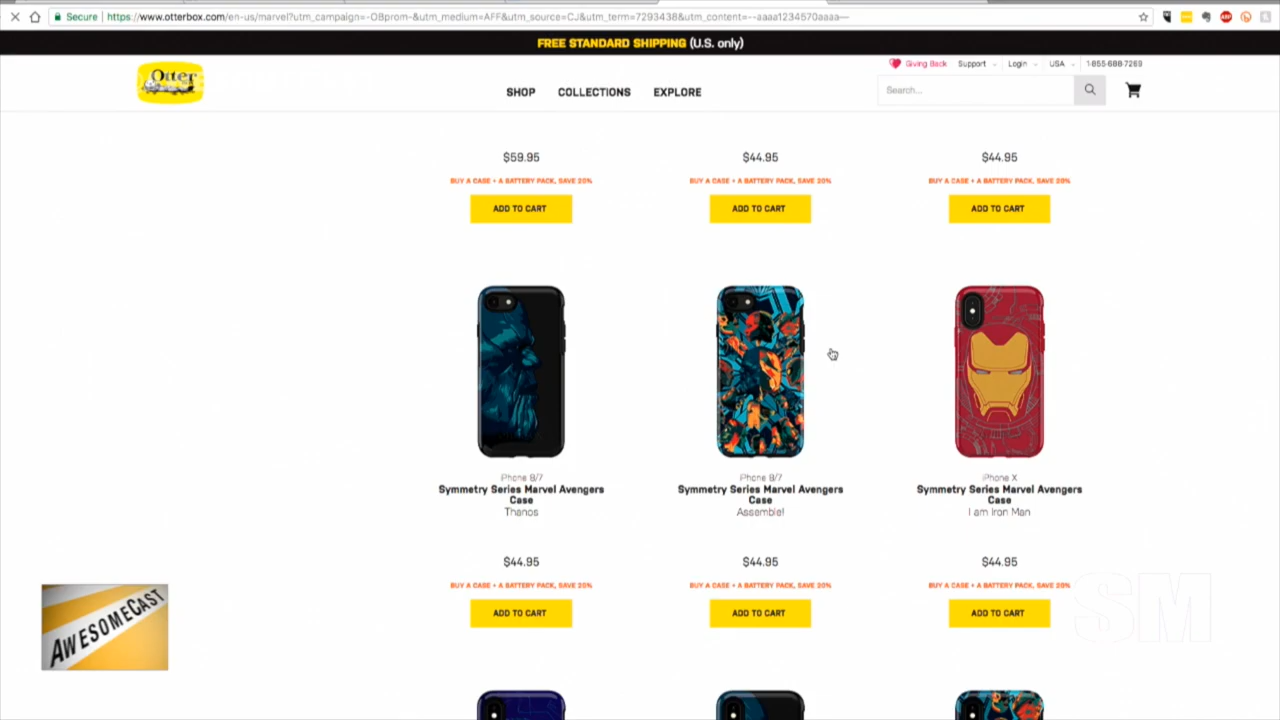 Secure
https://www.otterbox.com/en-us/marvel?utm_campaign=-OBprom-&utm_medium=AFF&utm_source=CJ&utm_term=7293438&utm_content=--aaaa1234570aaaa—
FREE STANDARD SHIPPING (U.S. only)
Giving Back Support Login USA 1-855-688-7269
Otter
SHOP COLLECTIONS EXPLORE Search...
$59.95 $44.95 $44.95
BUY A CASE + A BATTERY PACK, SAVE 20% BUY A CASE + A BATTERY PACK, SAVE 20% BUY A CASE + A BATTERY PACK, SAVE 20%
ADD TO CART ADD TO CART ADD TO CART
iPhone 8/7 iPhone 8/7 iPhone X
Symmetry Series Marvel Avengers Symmetry Series Marvel Avengers Symmetry Series Marvel Avengers
Case Case Case
Thanos Assemble! I am Iron Man
$44.95 $44.95 $44.95
BUY A CASE + A BATTERY PACK, SAVE 20% BUY A CASE + A BATTERY PACK, SAVE 20% BUY A CASE + A BATTERY PACK, SAVE 20%
ADD TO CART ADD TO CART ADD TO CART
AWESOMECAST
SM